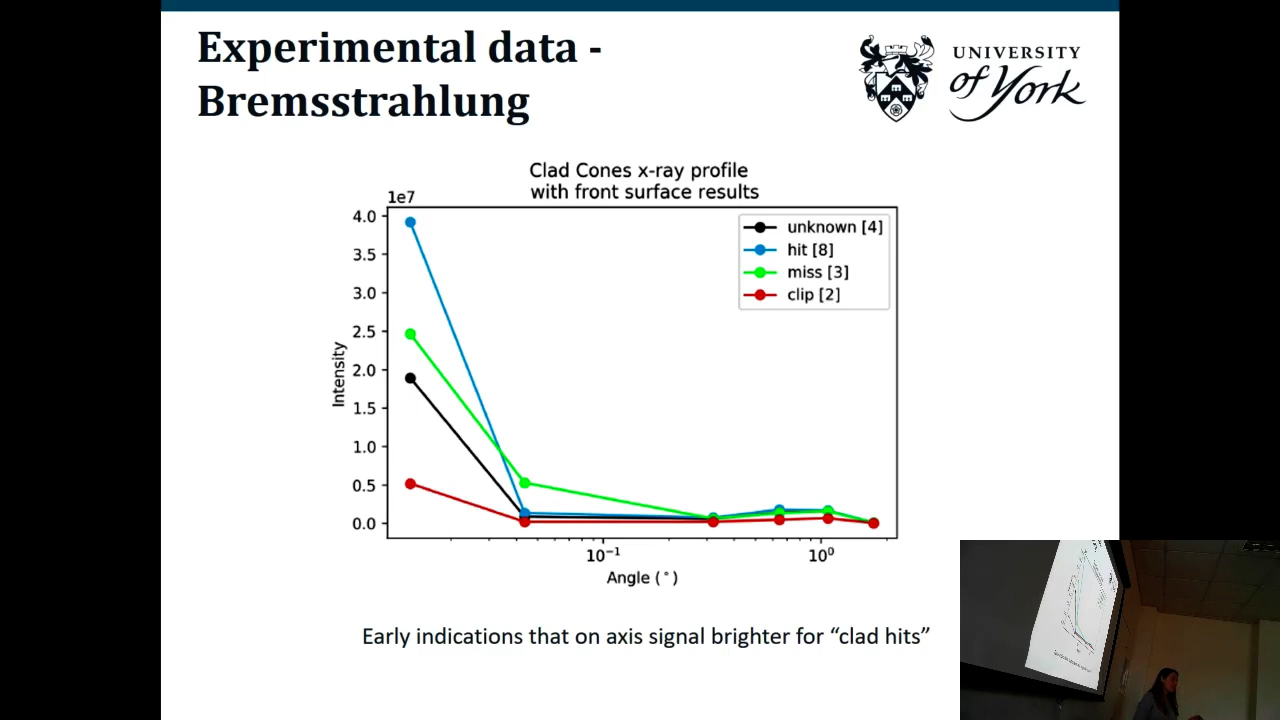 Experimental data -
Bremsstrahlung
UNIVERSITY
of York
Clad Cones x-ray profile
with front surface results
1e7
4.0
3.5
3.0
2.5
2.0
1.5
1.0
0.5
0.0
Intensity
unknown [4]
hit [8]
miss [3]
clip [2]
10⁻¹
10⁰
Angle (°)
Early indications that on axis signal brighter for “clad hits”